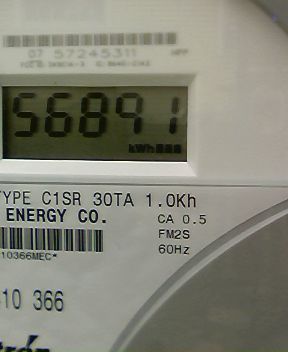 07 57245311
56891
kWh
TYPE C1SR 30TA 1.0Kh
ENERGY CO.
CA 0.5
FM2S
60Hz
10366MEC*
10 366